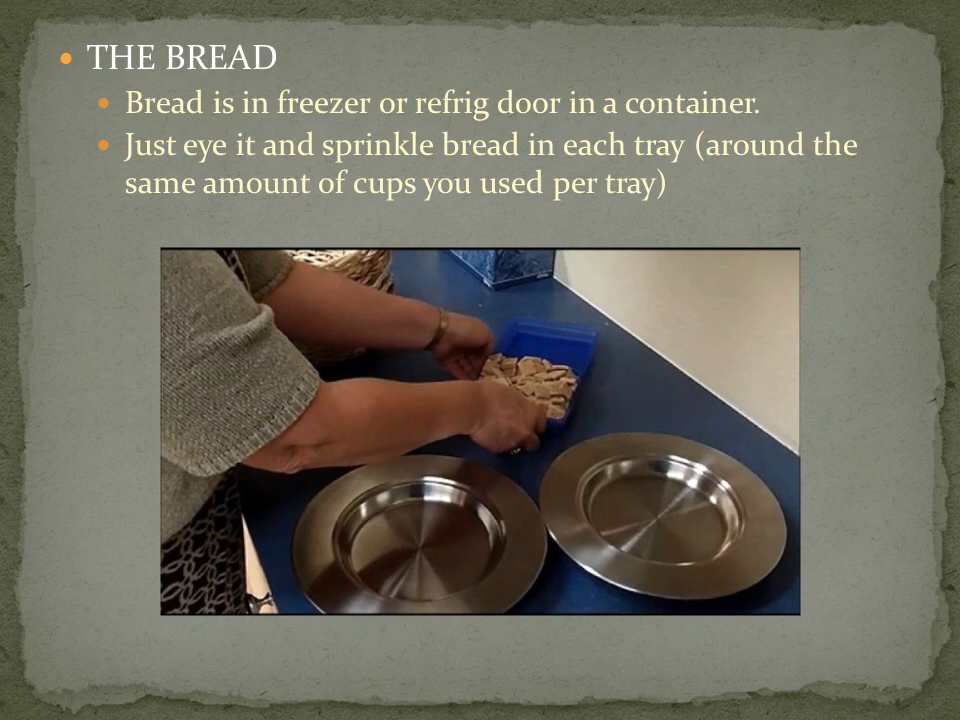 THE BREAD
Bread is in freezer or refrig door in a container.
Just eye it and sprinkle bread in each tray (around the
same amount of cups you used per tray)